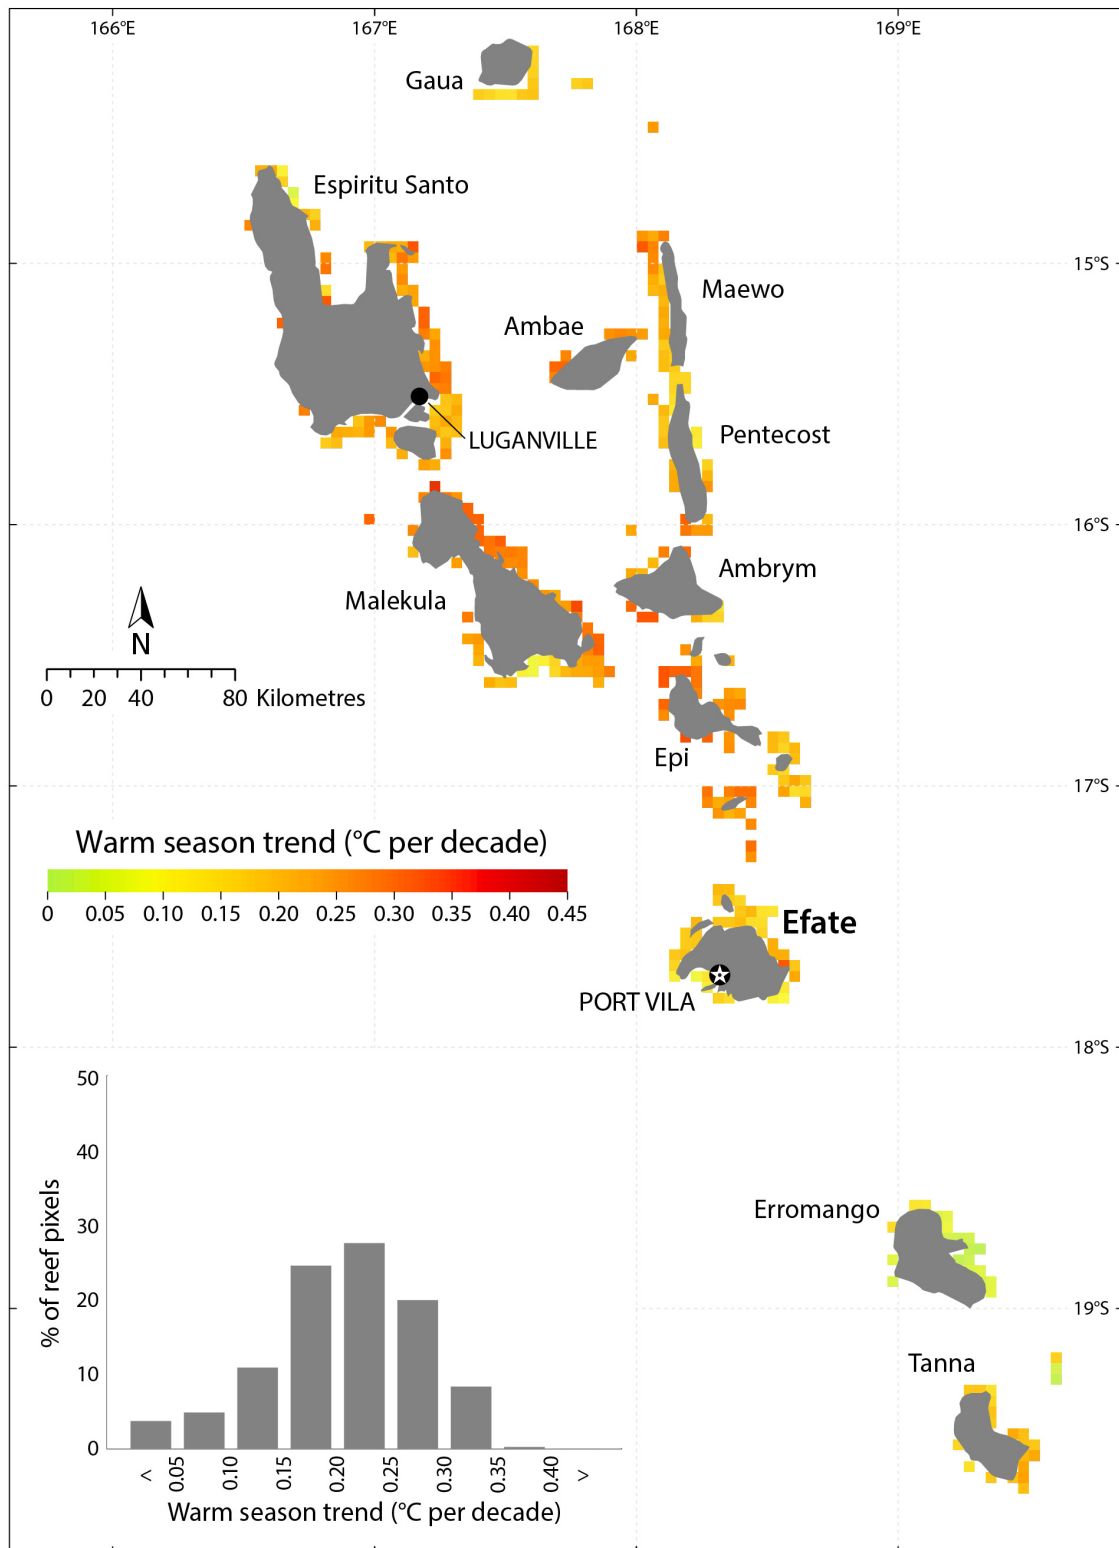 166°E 167°E 168°E 169°E
Gaua
Espiritu Santo
15°S
Maewo
Ambae
Pentecost
LUGANVILLE
16°S
Ambrym
Malekula
N
0 20 40 80 Kilometres
Epi
17°S
Warm season trend (°C per decade)
0 0.05 0.10 0.15 0.20 0.25 0.30 0.35 0.40 0.45
Efate
PORT VILA
18°S
50
40
30
20
10
0
% of reef pixels
< 0.05 0.10 0.15 0.20 0.25 0.30 0.35 0.40 >
Warm season trend (°C per decade)
Erromango
19°S
Tanna